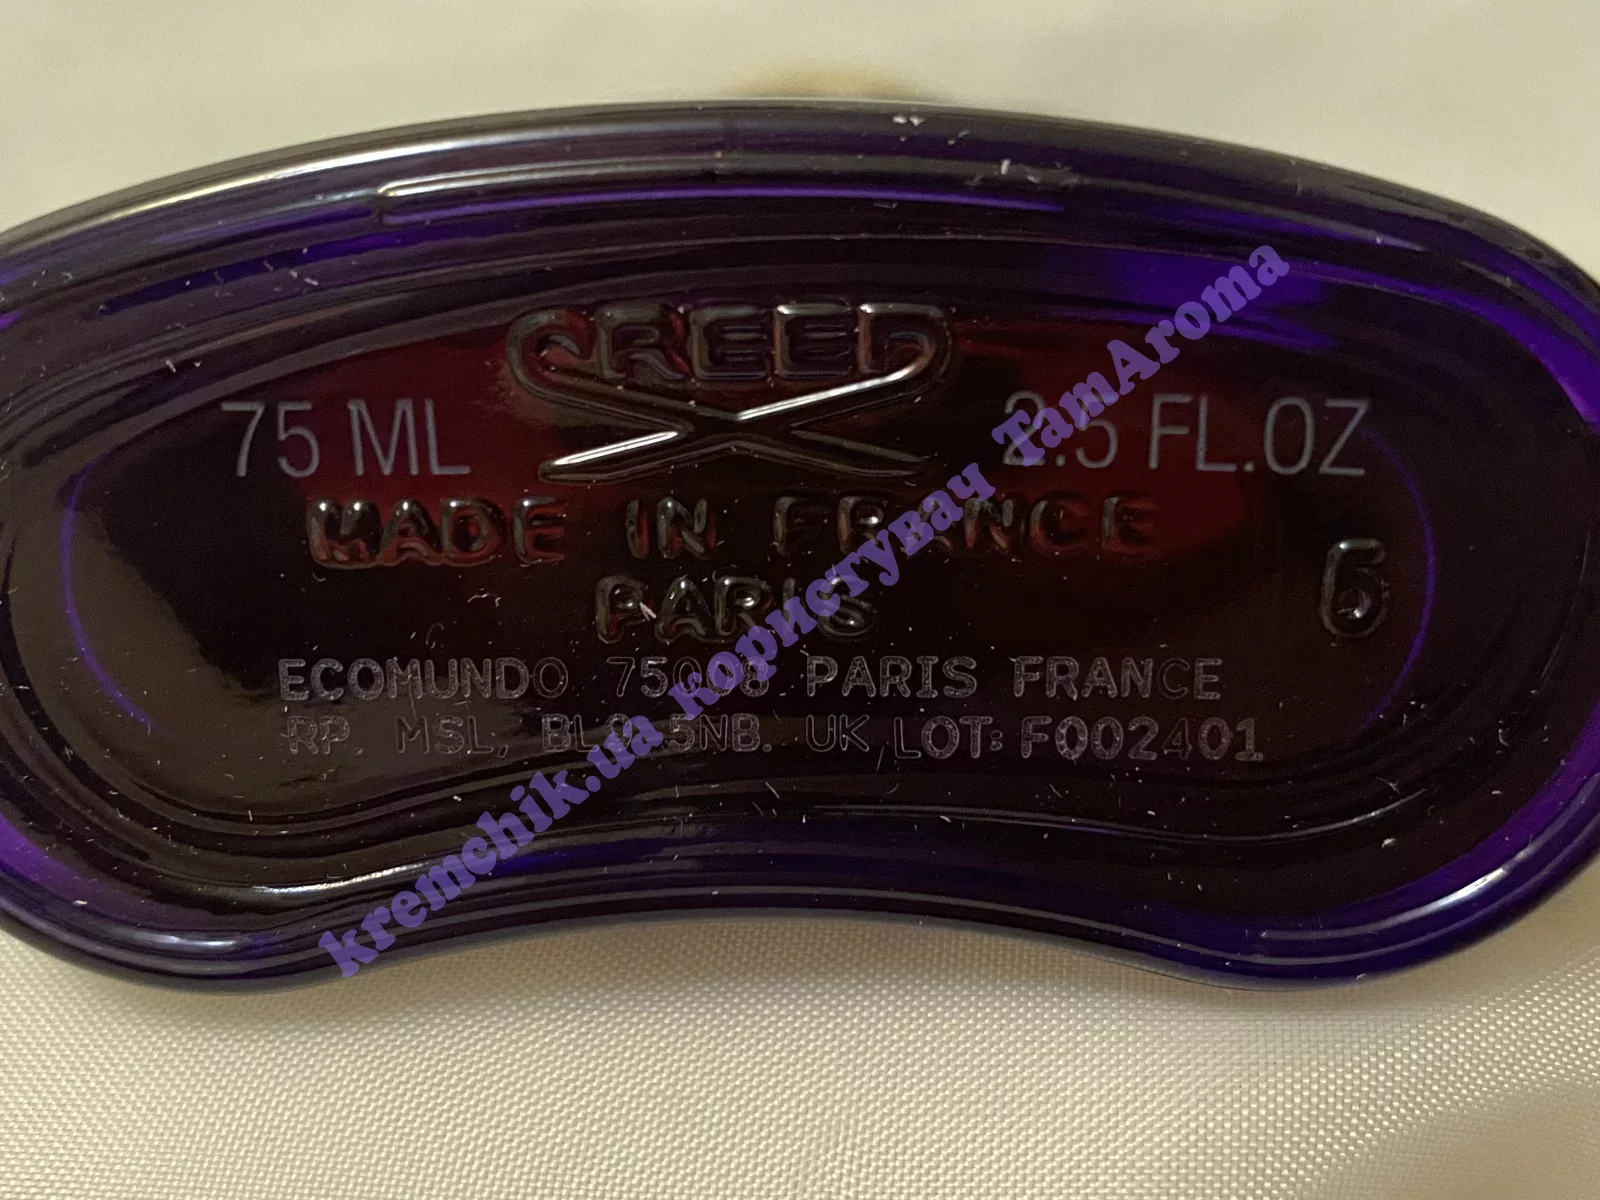 CREED
75 ML 2.5 FL.OZ
MADE IN FRANCE
6
PARIS
ECOMUNDO 75008 PARIS FRANCE
RP. MSL, BL9 5NB. UK LOT: F002401
kremchik.ua користувач TamAroma